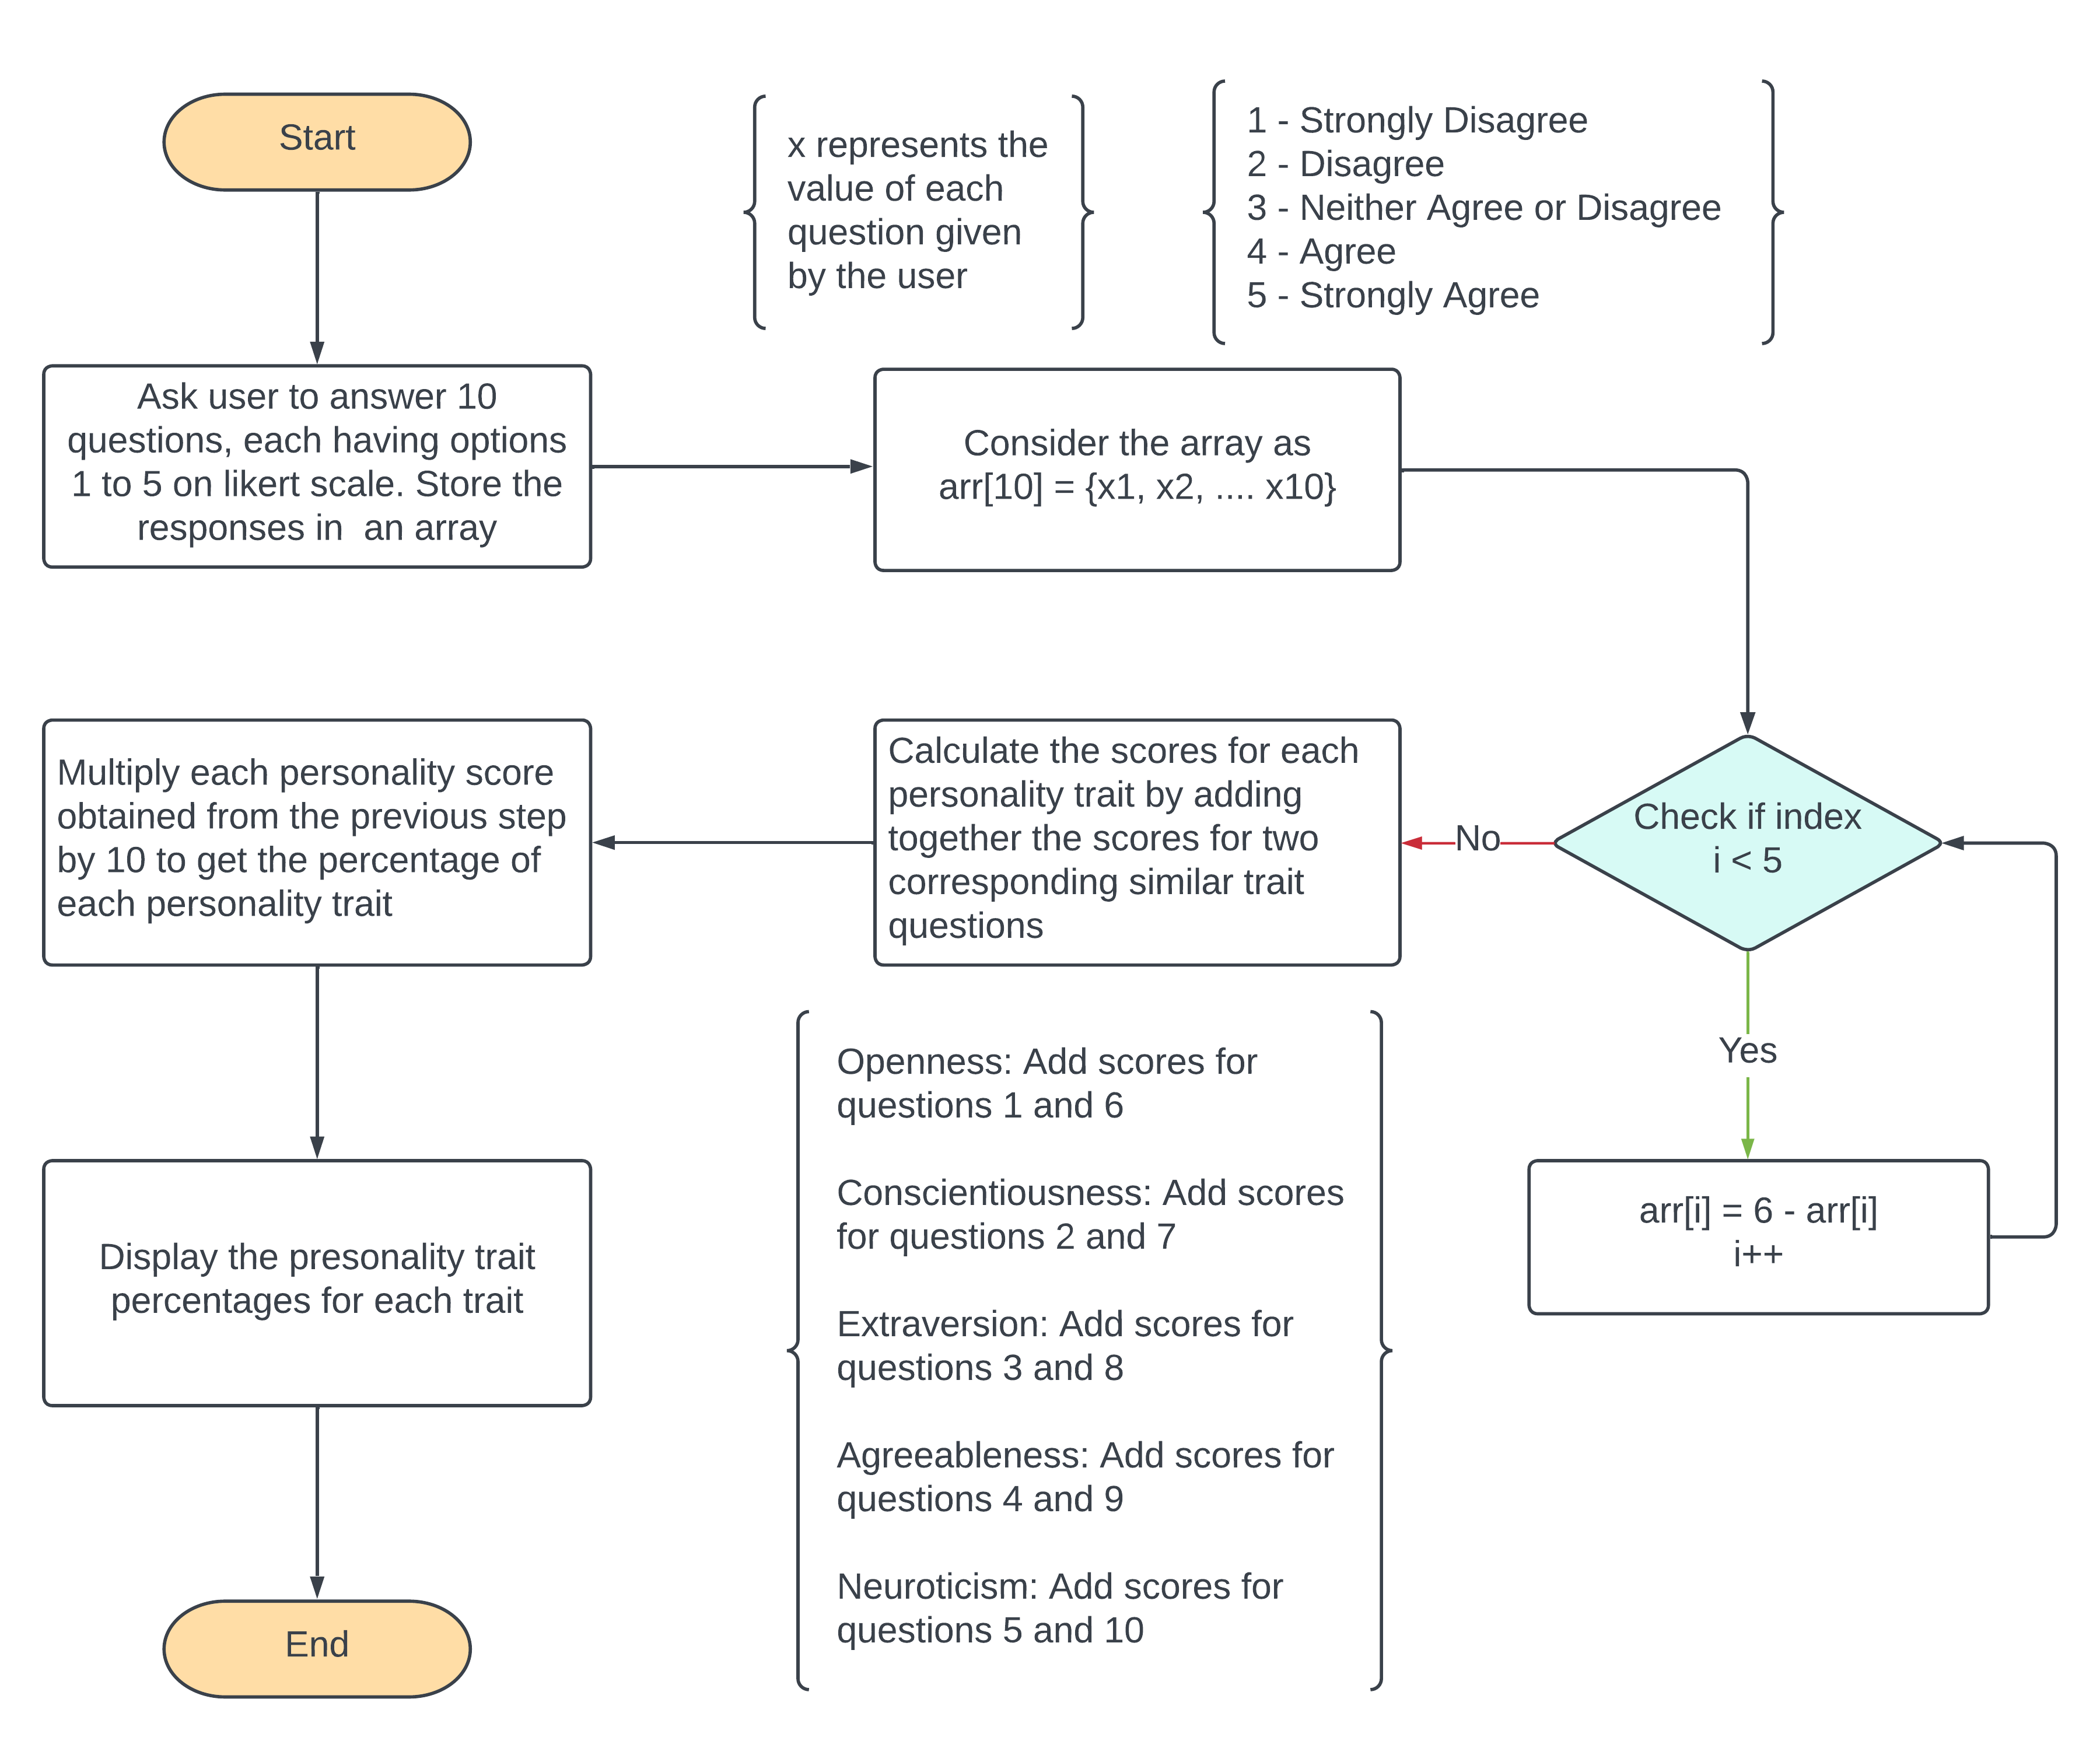 Start
x represents the
value of each
question given
by the user
1 - Strongly Disagree
2 - Disagree
3 - Neither Agree or Disagree
4 - Agree
5 - Strongly Agree
Ask user to answer 10
questions, each having options
1 to 5 on likert scale. Store the
responses in  an array
Consider the array as
arr[10] = {x1, x2, .... x10}
Check if index
i < 5
No
Yes
arr[i] = 6 - arr[i]
i++
Calculate the scores for each
personality trait by adding
together the scores for two
corresponding similar trait
questions
Openness: Add scores for
questions 1 and 6
Conscientiousness: Add scores
for questions 2 and 7
Extraversion: Add scores for
questions 3 and 8
Agreeableness: Add scores for
questions 4 and 9
Neuroticism: Add scores for
questions 5 and 10
Multiply each personality score
obtained from the previous step
by 10 to get the percentage of
each personality trait
Display the presonality trait
percentages for each trait
End